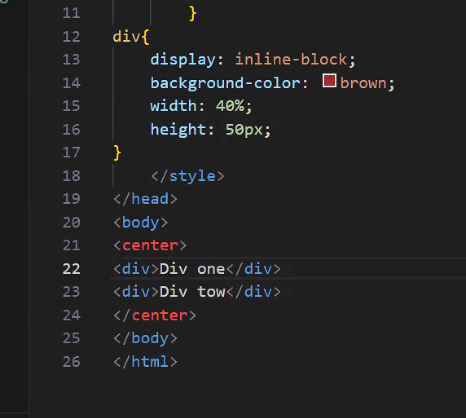 11 }
12 div{
13 display: inline-block;
14 background-color: brown;
15 width: 40%;
16 height: 50px;
17 }
18 </style>
19 </head>
20 <body>
21 <center>
22 <div>Div one</div>
23 <div>Div tow</div>
24 </center>
25 </body>
26 </html>